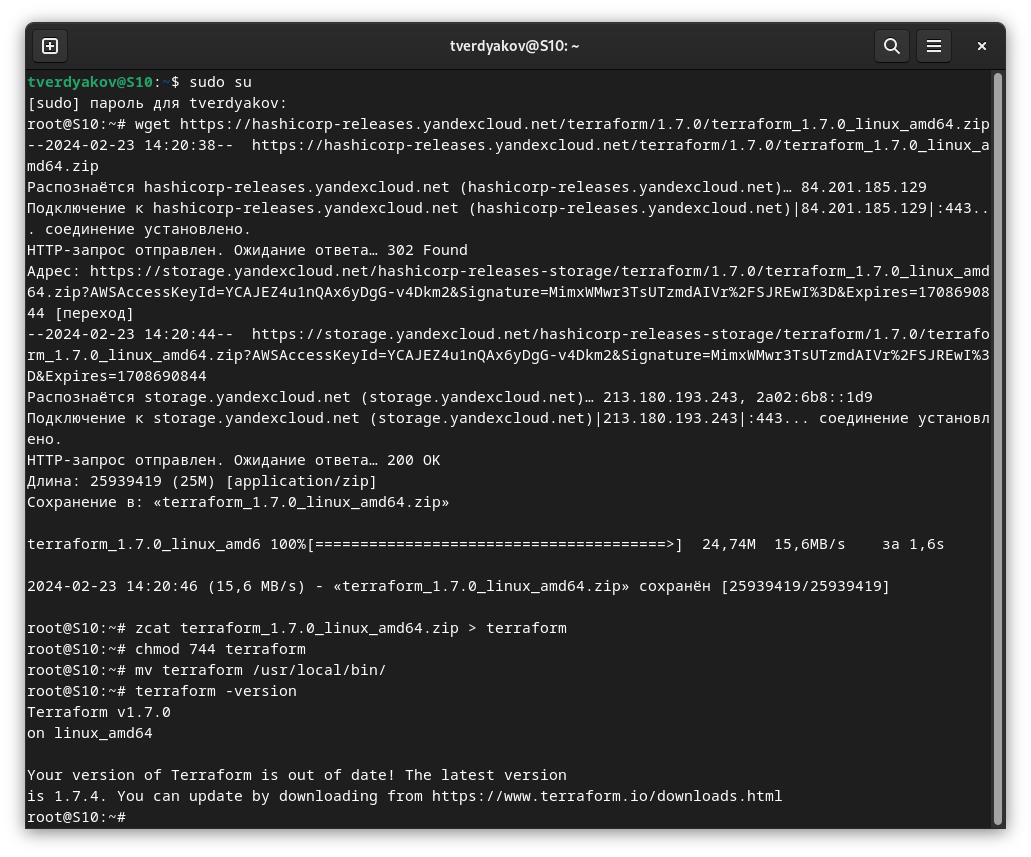 tverdyakov@S10: ~
tverdyakov@S10:~$ sudo su
[sudo] пароль для tverdyakov:
root@S10:~# wget https://hashicorp-releases.yandexcloud.net/terraform/1.7.0/terraform_1.7.0_linux_amd64.zip
--2024-02-23 14:20:38--  https://hashicorp-releases.yandexcloud.net/terraform/1.7.0/terraform_1.7.0_linux_a
md64.zip
Распознаётся hashicorp-releases.yandexcloud.net (hashicorp-releases.yandexcloud.net)… 84.201.185.129
Подключение к hashicorp-releases.yandexcloud.net (hashicorp-releases.yandexcloud.net)|84.201.185.129|:443..
. соединение установлено.
HTTP-запрос отправлен. Ожидание ответа… 302 Found
Адрес: https://storage.yandexcloud.net/hashicorp-releases-storage/terraform/1.7.0/terraform_1.7.0_linux_amd
64.zip?AWSAccessKeyId=YCAJEZ4u1nQAx6yDgG-v4Dkm2&Signature=MimxWMwr3TsUTzmdAIVr%2FSJREwI%3D&Expires=17086908
44 [переход]
--2024-02-23 14:20:44--  https://storage.yandexcloud.net/hashicorp-releases-storage/terraform/1.7.0/terrafo
rm_1.7.0_linux_amd64.zip?AWSAccessKeyId=YCAJEZ4u1nQAx6yDgG-v4Dkm2&Signature=MimxWMwr3TsUTzmdAIVr%2FSJREwI%3
D&Expires=1708690844
Распознаётся storage.yandexcloud.net (storage.yandexcloud.net)… 213.180.193.243, 2a02:6b8::1d9
Подключение к storage.yandexcloud.net (storage.yandexcloud.net)|213.180.193.243|:443... соединение установл
ено.
HTTP-запрос отправлен. Ожидание ответа… 200 OK
Длина: 25939419 (25M) [application/zip]
Сохранение в: «terraform_1.7.0_linux_amd64.zip»
terraform_1.7.0_linux_amd6 100%[=======================================>]  24,74M  15,6MB/s    за 1,6s
2024-02-23 14:20:46 (15,6 MB/s) - «terraform_1.7.0_linux_amd64.zip» сохранён [25939419/25939419]
root@S10:~# zcat terraform_1.7.0_linux_amd64.zip > terraform
root@S10:~# chmod 744 terraform
root@S10:~# mv terraform /usr/local/bin/
root@S10:~# terraform -version
Terraform v1.7.0
on linux_amd64
Your version of Terraform is out of date! The latest version
is 1.7.4. You can update by downloading from https://www.terraform.io/downloads.html
root@S10:~#